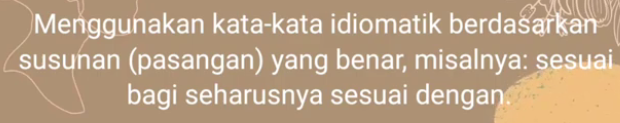 Menggunakan kata-kata idiomatik berdasarkan
susunan (pasangan) yang benar, misalnya: sesuai
bagi seharusnya sesuai dengan.